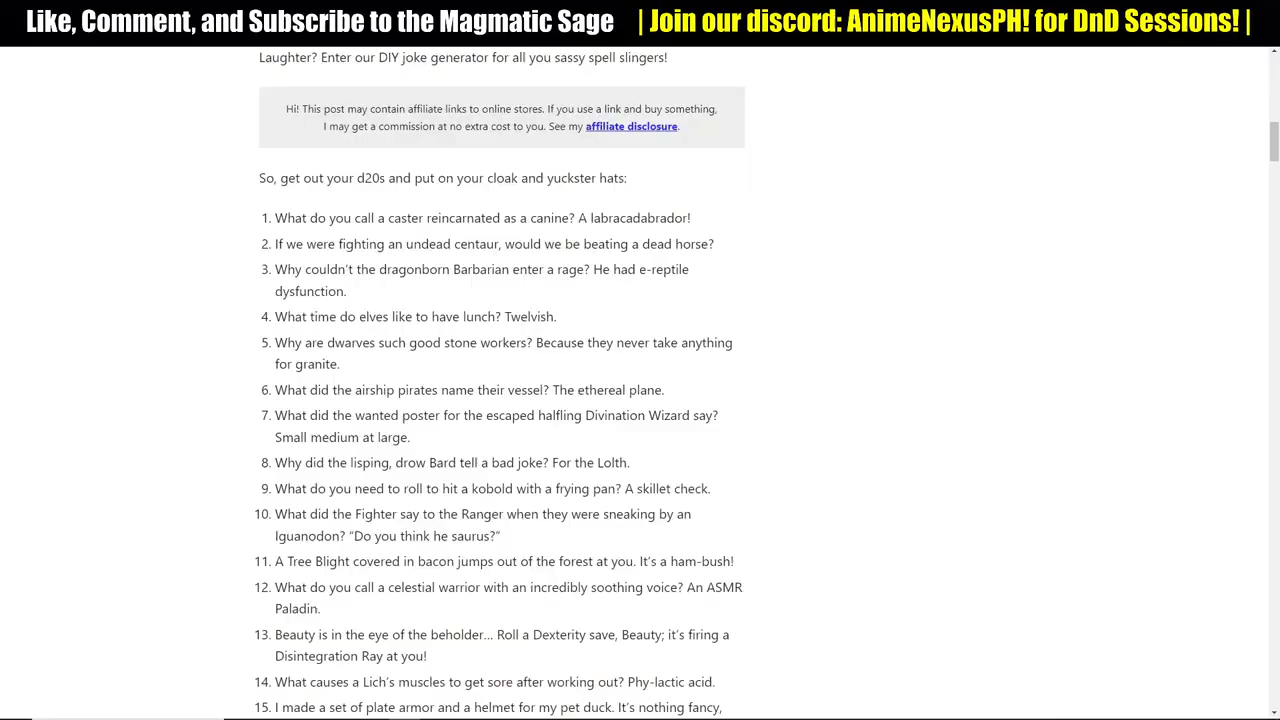 Like, Comment, and Subscribe to the Magmatic Sage | Join our discord: AnimeNexusPH! for DnD Sessions! |
Laughter? Enter our DIY joke generator for all you sassy spell slingers!
Hi! This post may contain affiliate links to online stores. If you use a link and buy something,
I may get a commission at no extra cost to you. See my affiliate disclosure.
So, get out your d20s and put on your cloak and yuckster hats:
1. What do you call a caster reincarnated as a canine? A labracadabrador!
2. If we were fighting an undead centaur, would we be beating a dead horse?
3. Why couldn't the dragonborn Barbarian enter a rage? He had e-reptile
dysfunction.
4. What time do elves like to have lunch? Twelvish.
5. Why are dwarves such good stone workers? Because they never take anything
for granite.
6. What did the airship pirates name their vessel? The ethereal plane.
7. What did the wanted poster for the escaped halfling Divination Wizard say?
Small medium at large.
8. Why did the lisping, drow Bard tell a bad joke? For the Lolth.
9. What do you need to roll to hit a kobold with a frying pan? A skillet check.
10. What did the Fighter say to the Ranger when they were sneaking by an
Iguanodon? “Do you think he saurus?”
11. A Tree Blight covered in bacon jumps out of the forest at you. It's a ham-bush!
12. What do you call a celestial warrior with an incredibly soothing voice? An ASMR
Paladin.
13. Beauty is in the eye of the beholder… Roll a Dexterity save, Beauty; it's firing a
Disintegration Ray at you!
14. What causes a Lich's muscles to get sore after working out? Phy-lactic acid.
15. I made a set of plate armor and a helmet for my pet duck. It's nothing fancy,